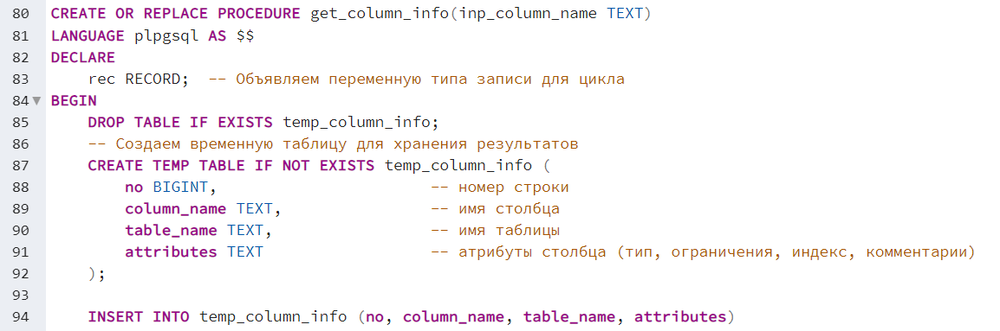 80 CREATE OR REPLACE PROCEDURE get_column_info(inp_column_name TEXT)
81 LANGUAGE plpgsql AS $$
82 DECLARE
83     rec RECORD;  -- Объявляем переменную типа записи для цикла
84 BEGIN
85     DROP TABLE IF EXISTS temp_column_info;
86     -- Создаем временную таблицу для хранения результатов
87     CREATE TEMP TABLE IF NOT EXISTS temp_column_info (
88         no BIGINT,                       -- номер строки
89         column_name TEXT,                -- имя столбца
90         table_name TEXT,                 -- имя таблицы
91         attributes TEXT                  -- атрибуты столбца (тип, ограничения, индекс, комментарии)
92     );
93
94     INSERT INTO temp_column_info (no, column_name, table_name, attributes)